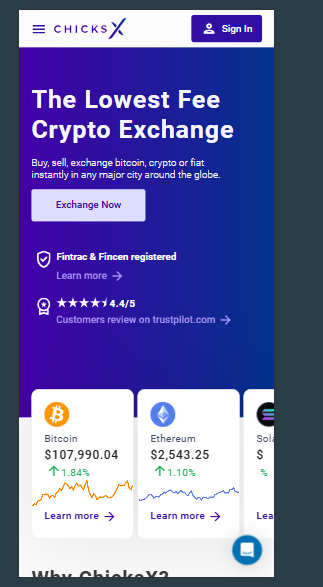 CHICKSX
Sign In
The Lowest Fee
Crypto Exchange
Buy, sell, exchange bitcoin, crypto or fiat
instantly in any major city around the globe.
Exchange Now
Fintrac & Fincen registered
Learn more
4.4/5
Customers review on trustpilot.com
Bitcoin
$107,990.04
1.84%
Learn more
Ethereum
$2,543.25
1.10%
Learn more
Sola
$
%
Lea
Why ChicksX?